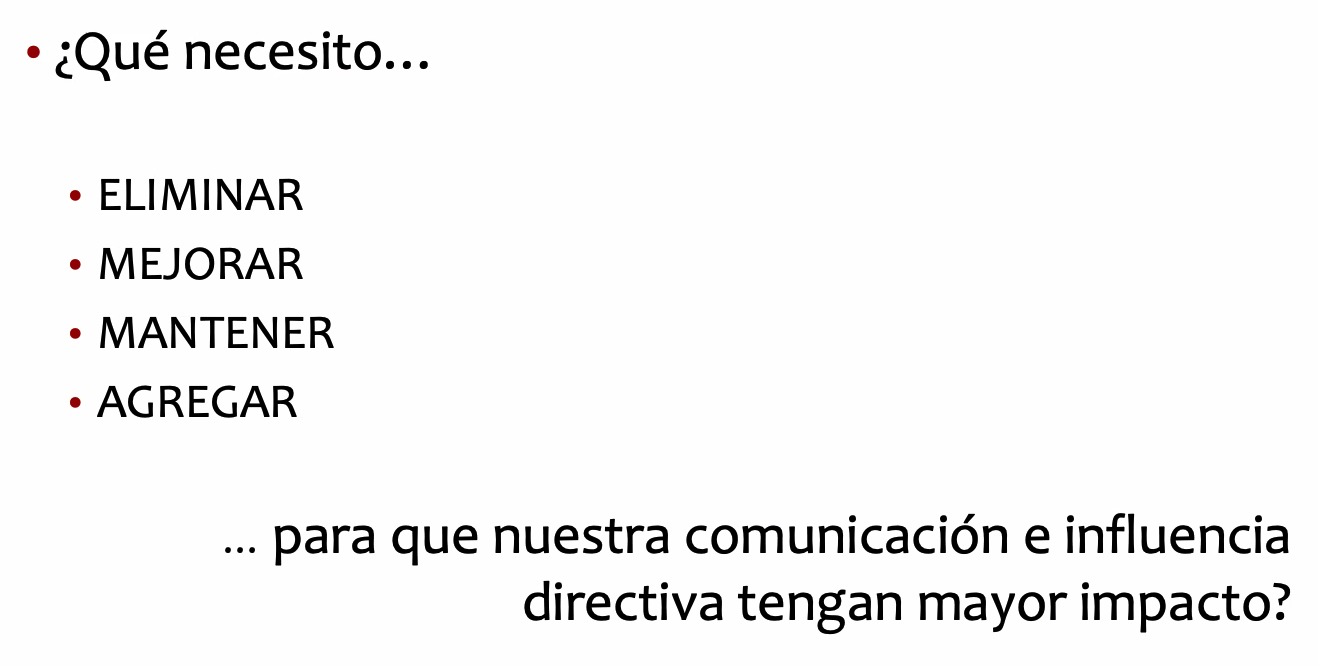 • ¿Qué necesito...
• ELIMINAR
• MEJORAR
• MANTENER
• AGREGAR
... para que nuestra comunicación e influencia
directiva tengan mayor impacto?